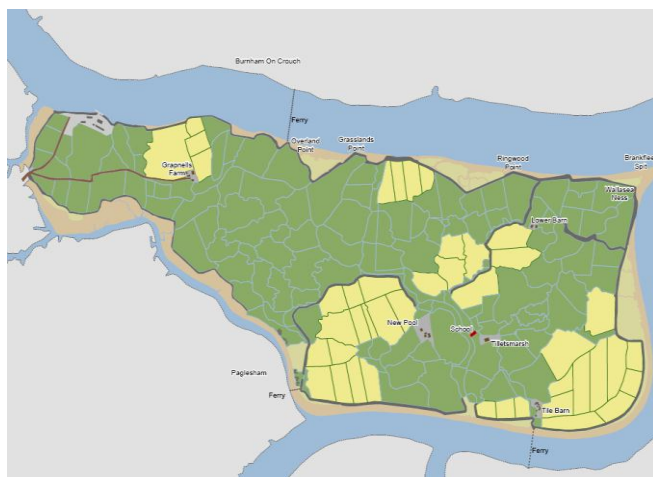 Burnham On Crouch
Ferry
Overland
Point
Grasslands
Point
Ringwood
Point
Brankfleet
Spit
Grapnells
Farm
Wallasea
Ness
Lower Barn
New Pool
School
Tilletsmarsh
Paglesham
Ferry
Tile Barn
Ferry